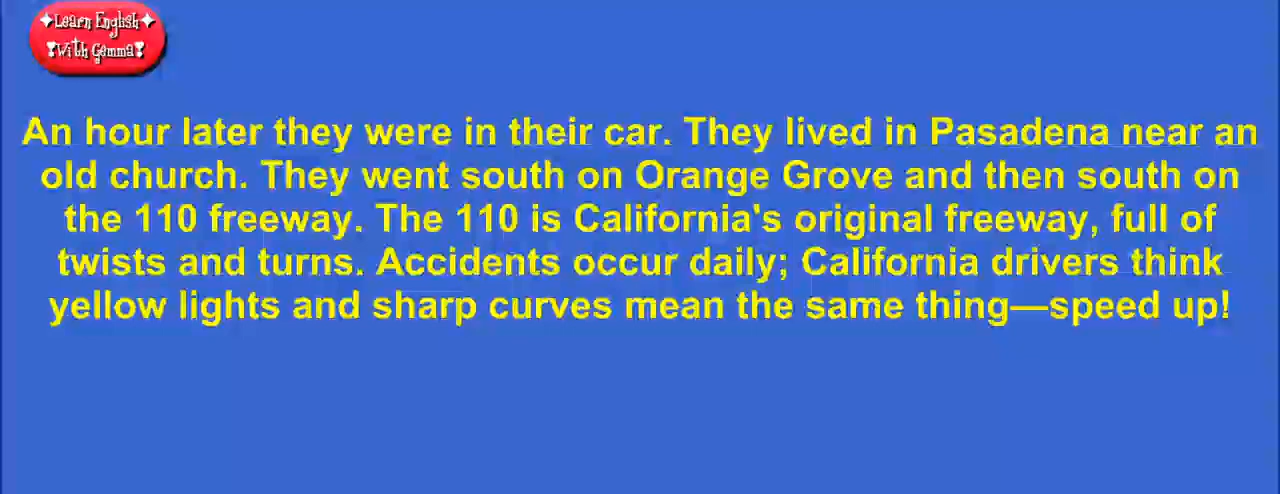 ✦Learn English✦
❣With Gemma❣
An hour later they were in their car. They lived in Pasadena near an
old church. They went south on Orange Grove and then south on
the 110 freeway. The 110 is California's original freeway, full of
twists and turns. Accidents occur daily; California drivers think
yellow lights and sharp curves mean the same thing—speed up!